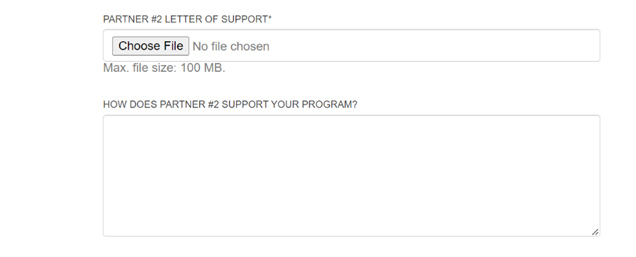 PARTNER #2 LETTER OF SUPPORT*
Choose File No file chosen
Max. file size: 100 MB.
HOW DOES PARTNER #2 SUPPORT YOUR PROGRAM?